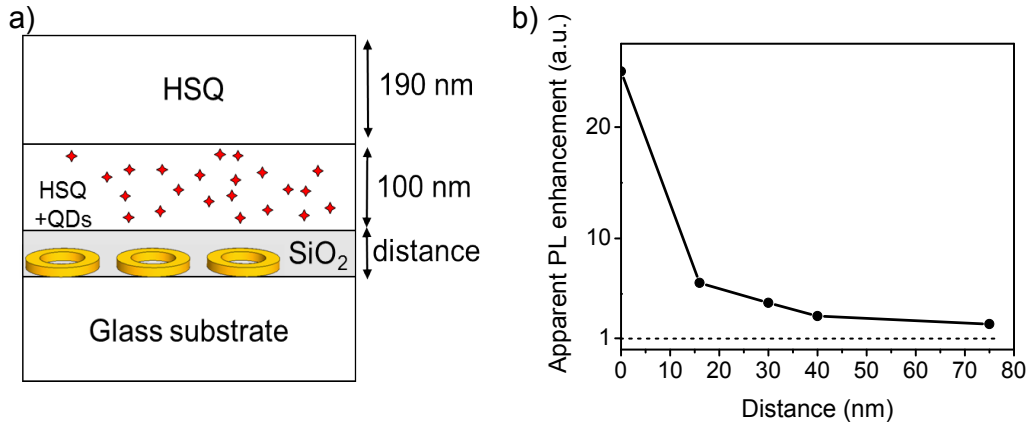 a)
HSQ
190 nm
HSQ
+QDs
100 nm
SiO₂
distance
Glass substrate
b)
Apparent PL enhancement (a.u.)
20
10
1
0 10 20 30 40 50 60 70 80
Distance (nm)